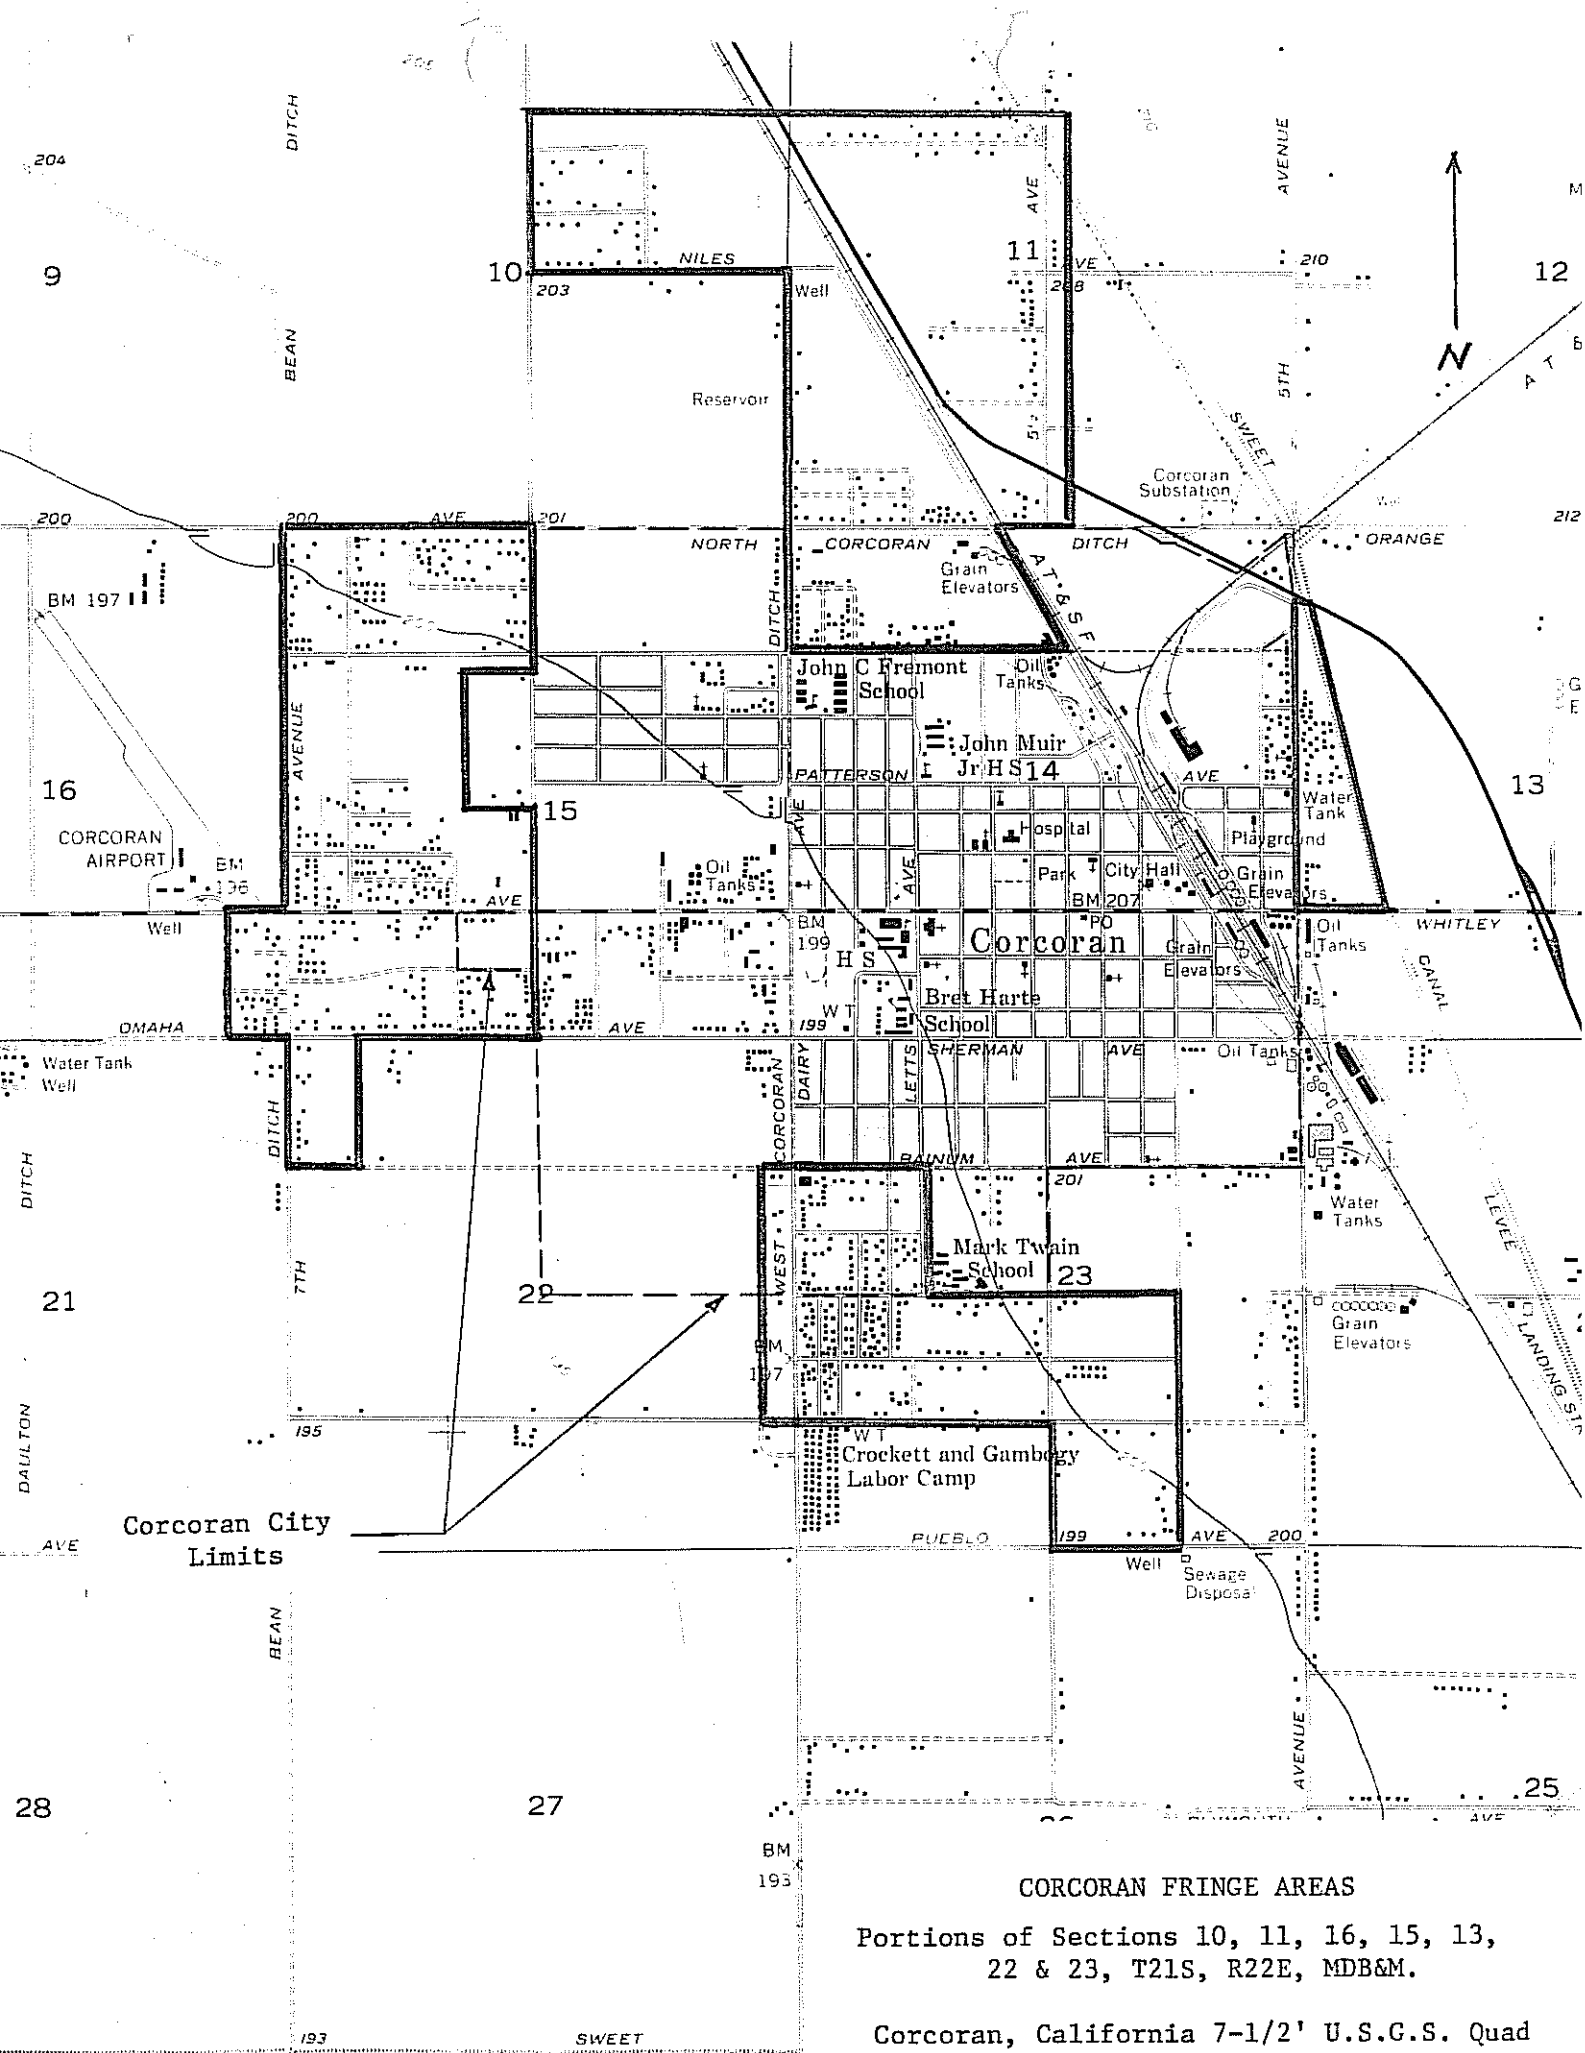 205
DITCH
204
AVE
AVENUE
M
9
10
NILES
11
AVE
210
12
203
Well
208
BEAN
N
5TH
A T
Reservoir
5½
SWEET
Corcoran
Substation
200
200
AVE
201
212
NORTH
CORCORAN
DITCH
ORANGE
Grain
Elevators
A T & S F
BM 197
DITCH
John C Fremont
School
Oil
Tanks
G
E
AVENUE
John Muir
Jr H S
14
PATTERSON
AVE
16
15
13
AVE
Water
Tank
CORCORAN
AIRPORT
BM
196
Hospital
Playground
Oil
Tanks
AVE
Park
City Hall
Grain
Elevators
AVE
BM 207
Well
BM
199
PO
WHITLEY
H S
Corcoran
Grain
Elevators
Oil
Tanks
CANAL
Bret Harte
School
W T
OMAHA
AVE
199
Water Tank
Well
SHERMAN
AVE
Oil Tanks
CORCORAN
DAIRY
LETTS
DITCH
DITCH
BAINUM
AVE
201
Water
Tanks
LEVEE
Mark Twain
School
WEST
7TH
21
22
23
Grain
Elevators
LANDING STR
BM
197
DAULTON
195
W T
Crockett and Gambogy
Labor Camp
Corcoran City
Limits
AVE
PUEBLO
199
AVE
200
Well
Sewage
Disposal
BEAN
AVENUE
28
27
25
PLYMOUTH
AVE
BM
193
CORCORAN FRINGE AREAS
Portions of Sections 10, 11, 16, 15, 13,
22 & 23, T21S, R22E, MDB&M.
193
SWEET
Corcoran, California 7-1/2' U.S.G.S. Quad